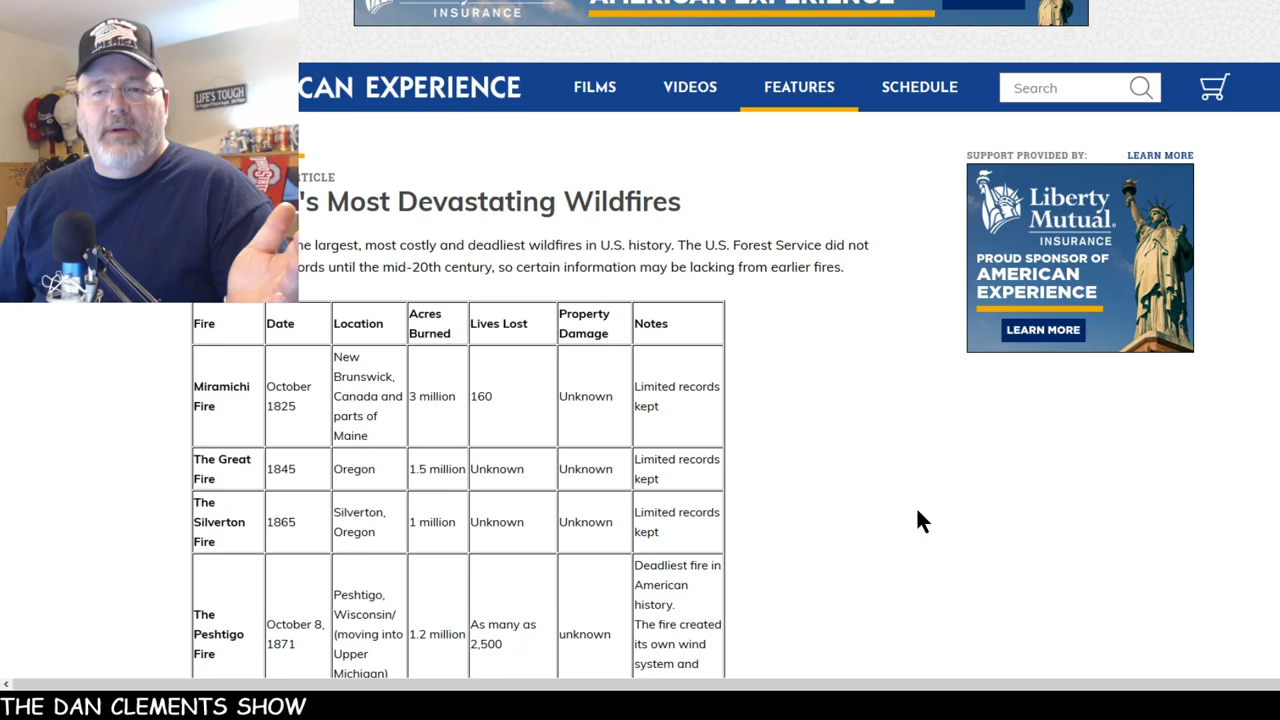 INSURANCE
AMERICAN EXPERIENCE
AMERICA
LIFE'S TOUGH
CAN EXPERIENCE
FILMS
VIDEOS
FEATURES
SCHEDULE
Search
RTICLE
's Most Devastating Wildfires
he largest, most costly and deadliest wildfires in U.S. history. The U.S. Forest Service did not
ords until the mid-20th century, so certain information may be lacking from earlier fires.
SUPPORT PROVIDED BY:
LEARN MORE
Liberty
Mutual.
INSURANCE
PROUD SPONSOR OF
AMERICAN
EXPERIENCE
LEARN MORE
Fire
Date
Location
Acres
Burned
Lives Lost
Property
Damage
Notes
Miramichi
Fire
October
1825
New
Brunswick,
Canada and
parts of
Maine
3 million
160
Unknown
Limited records
kept
The Great
Fire
1845
Oregon
1.5 million
Unknown
Unknown
Limited records
kept
The
Silverton
Fire
1865
Silverton,
Oregon
1 million
Unknown
Unknown
Limited records
kept
The
Peshtigo
Fire
October 8,
1871
Peshtigo,
Wisconsin/
(moving into
Upper
Michigan)
1.2 million
As many as
2,500
unknown
Deadliest fire in
American
history.
The fire created
its own wind
system and
THE DAN CLEMENTS SHOW